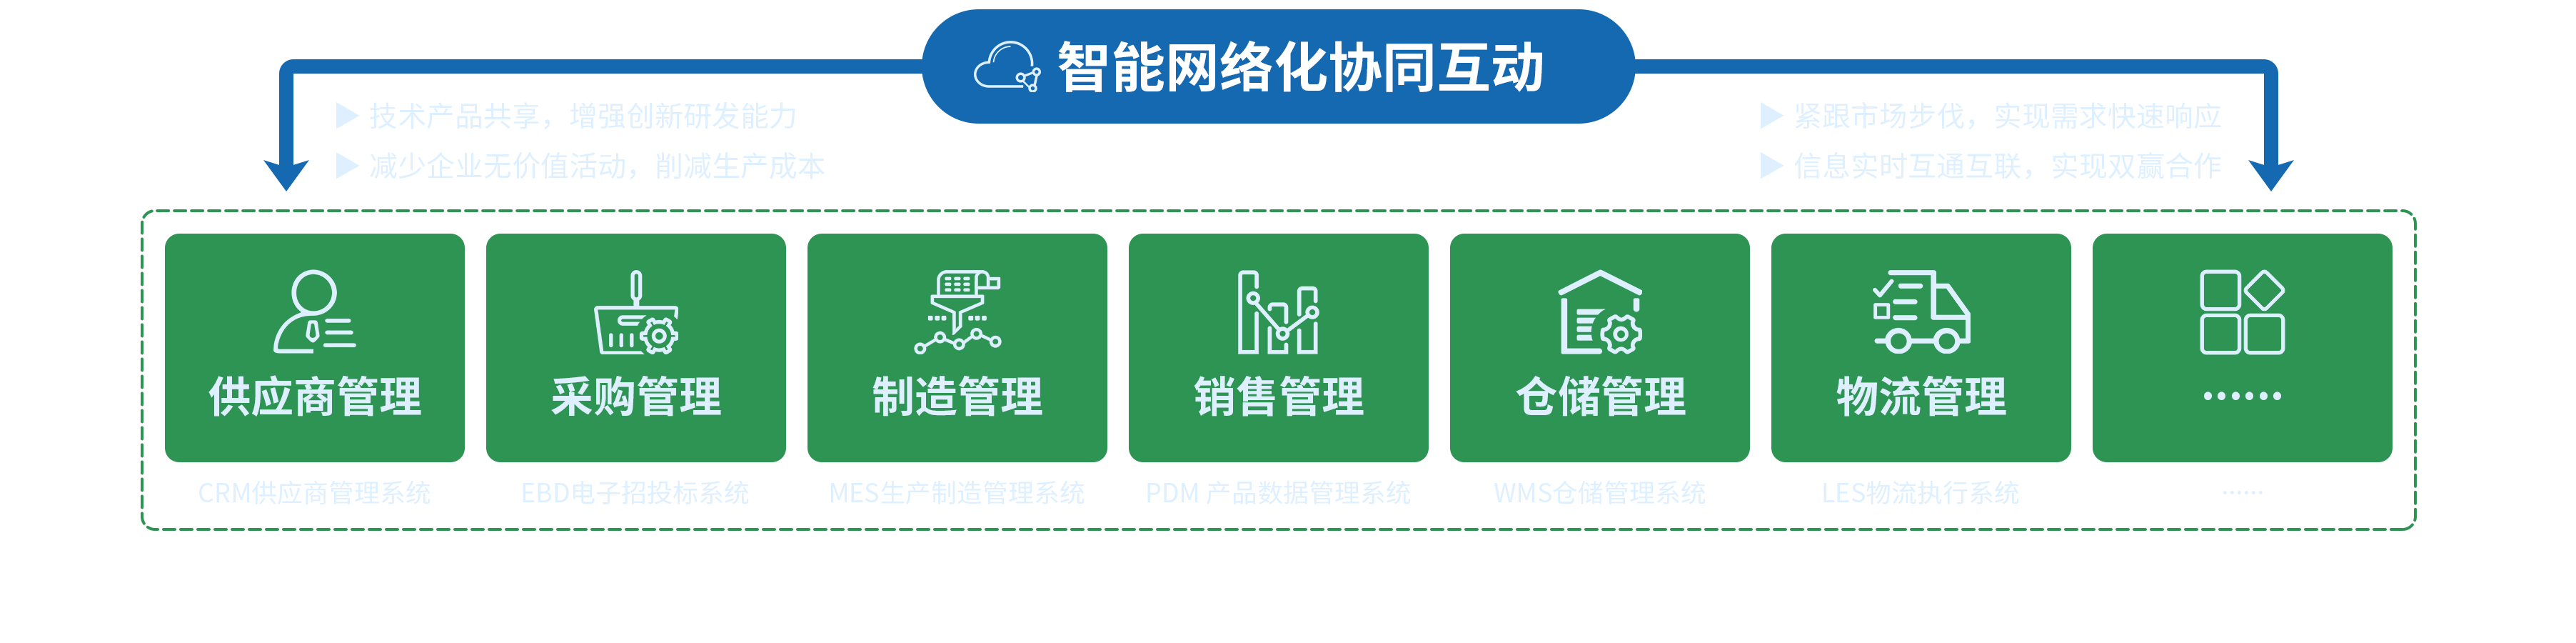 智能网络化协同互动
技术产品共享，增强创新研发能力
减少企业无价值活动，削减生产成本
紧跟市场步伐，实现需求快速响应
信息实时互通互联，实现双赢合作
供应商管理
采购管理
制造管理
销售管理
仓储管理
物流管理
……
CRM供应商管理系统
EBD电子招投标系统
MES生产制造管理系统
PDM 产品数据管理系统
WMS仓储管理系统
LES物流执行系统
……